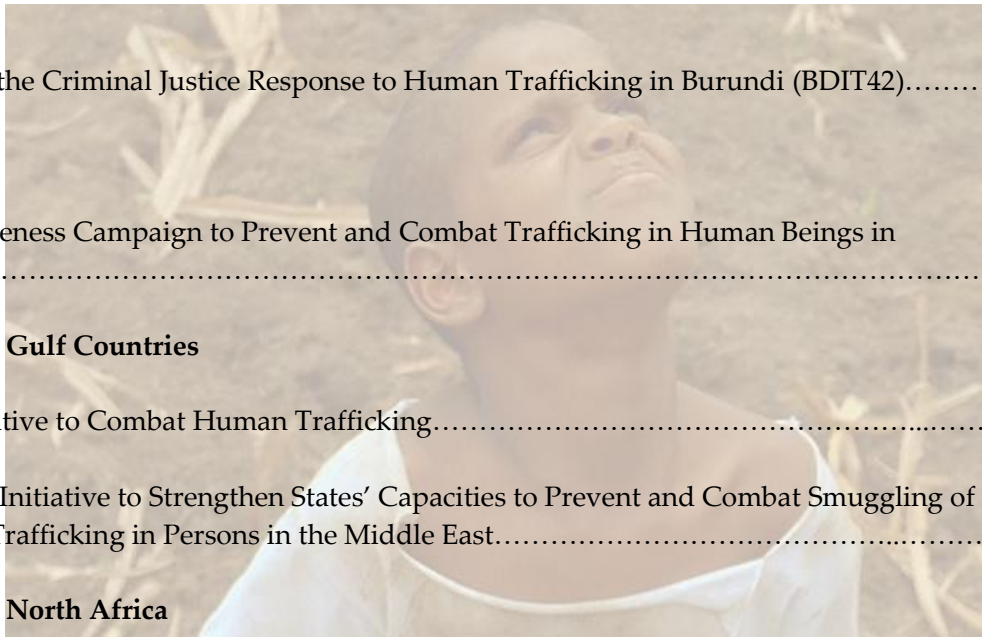 the Criminal Justice Response to Human Trafficking in Burundi (BDIT42)........
eness Campaign to Prevent and Combat Trafficking in Human Beings in
………………………………………………………………………………………………
Gulf Countries
tive to Combat Human Trafficking……………………………………………...……
Initiative to Strengthen States’ Capacities to Prevent and Combat Smuggling of
Trafficking in Persons in the Middle East…………………………………..………
North Africa